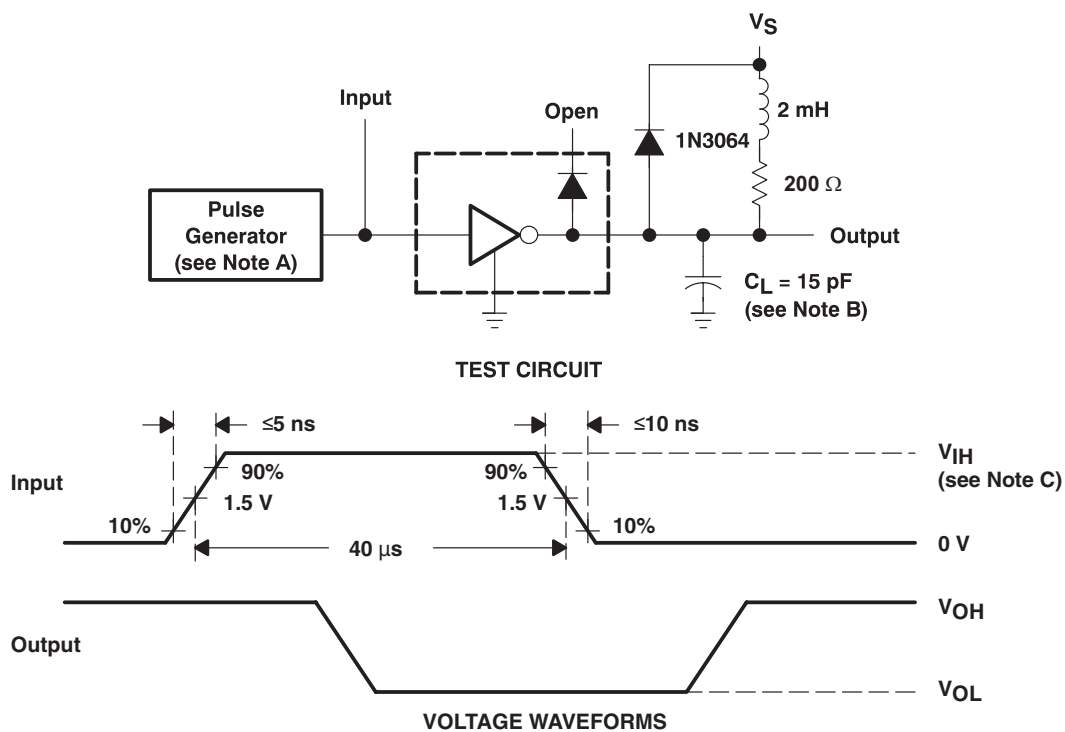 VS
Input
2 mH
Open
1N3064
200 Ω
Pulse
Generator
(see Note A)
Output
CL = 15 pF
(see Note B)
TEST CIRCUIT
≤5 ns
≤10 ns
Input
90%
90%
VIH
(see Note C)
1.5 V
1.5 V
10%
10%
40 μs
0 V
Output
VOH
VOL
VOLTAGE WAVEFORMS